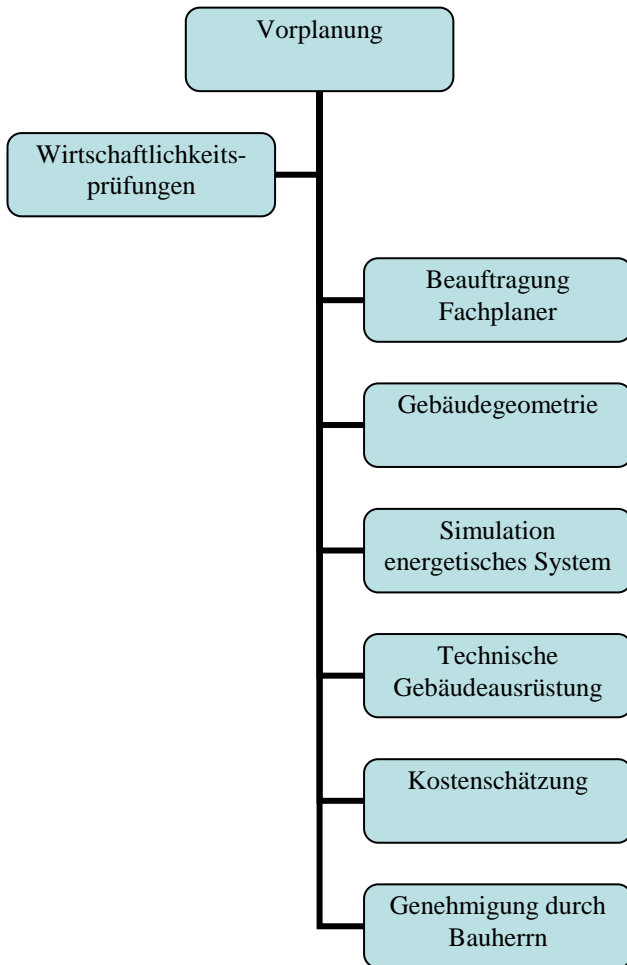 Vorplanung
Wirtschaftlichkeits-
prüfungen
Beauftragung
Fachplaner
Gebäudegeometrie
Simulation
energetisches System
Technische
Gebäudeausrüstung
Kostenschätzung
Genehmigung durch
Bauherrn